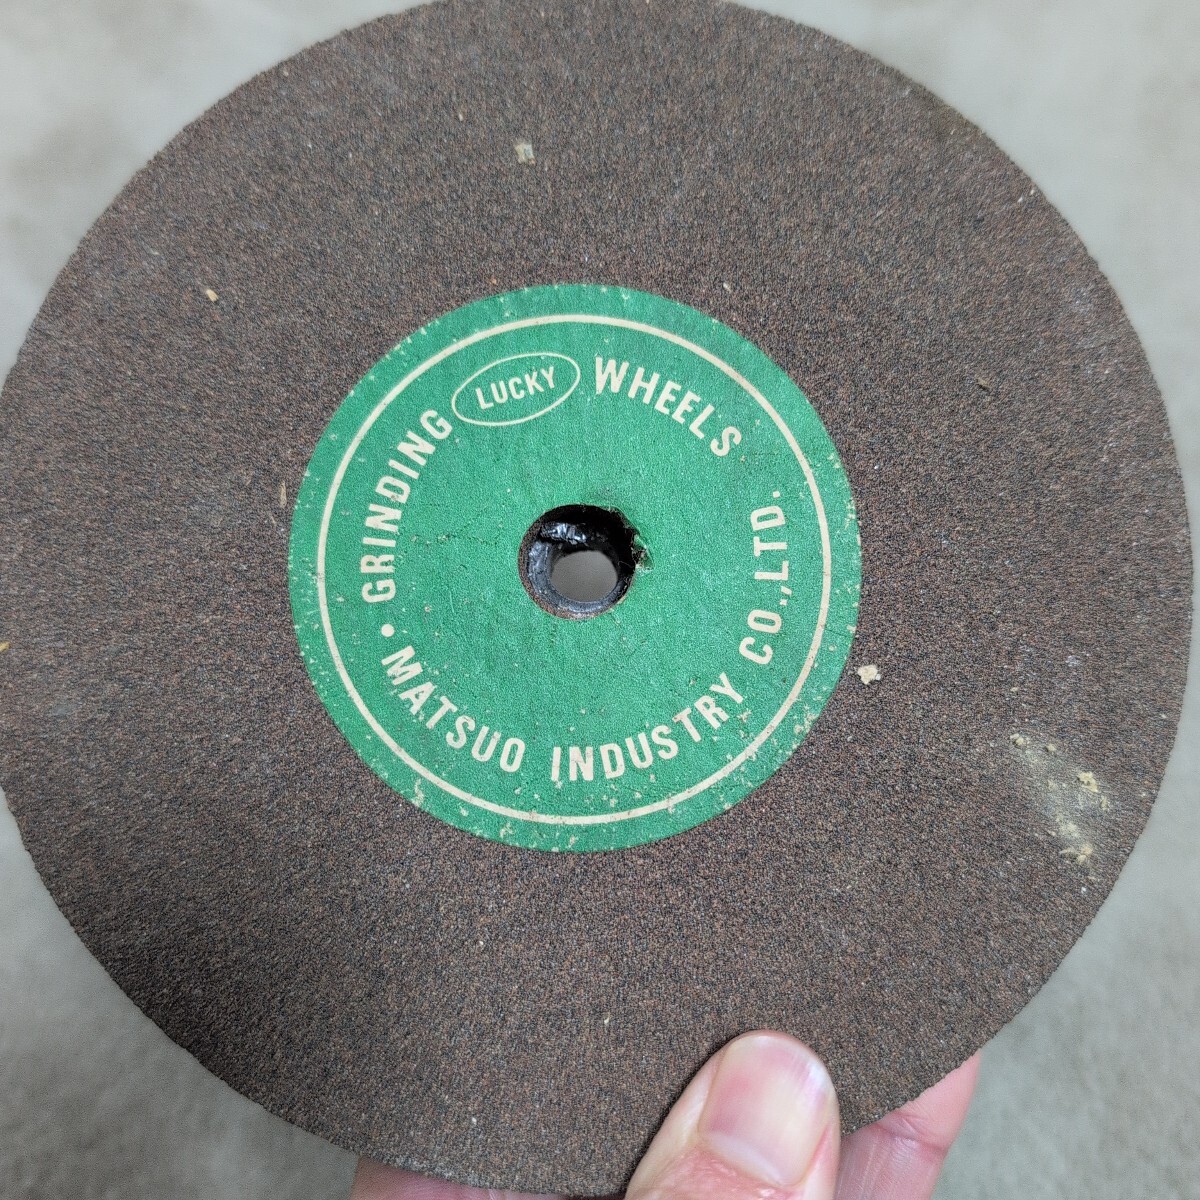 GRINDING LUCKY WHEELS
• MATSUO INDUSTRY CO.,LTD.